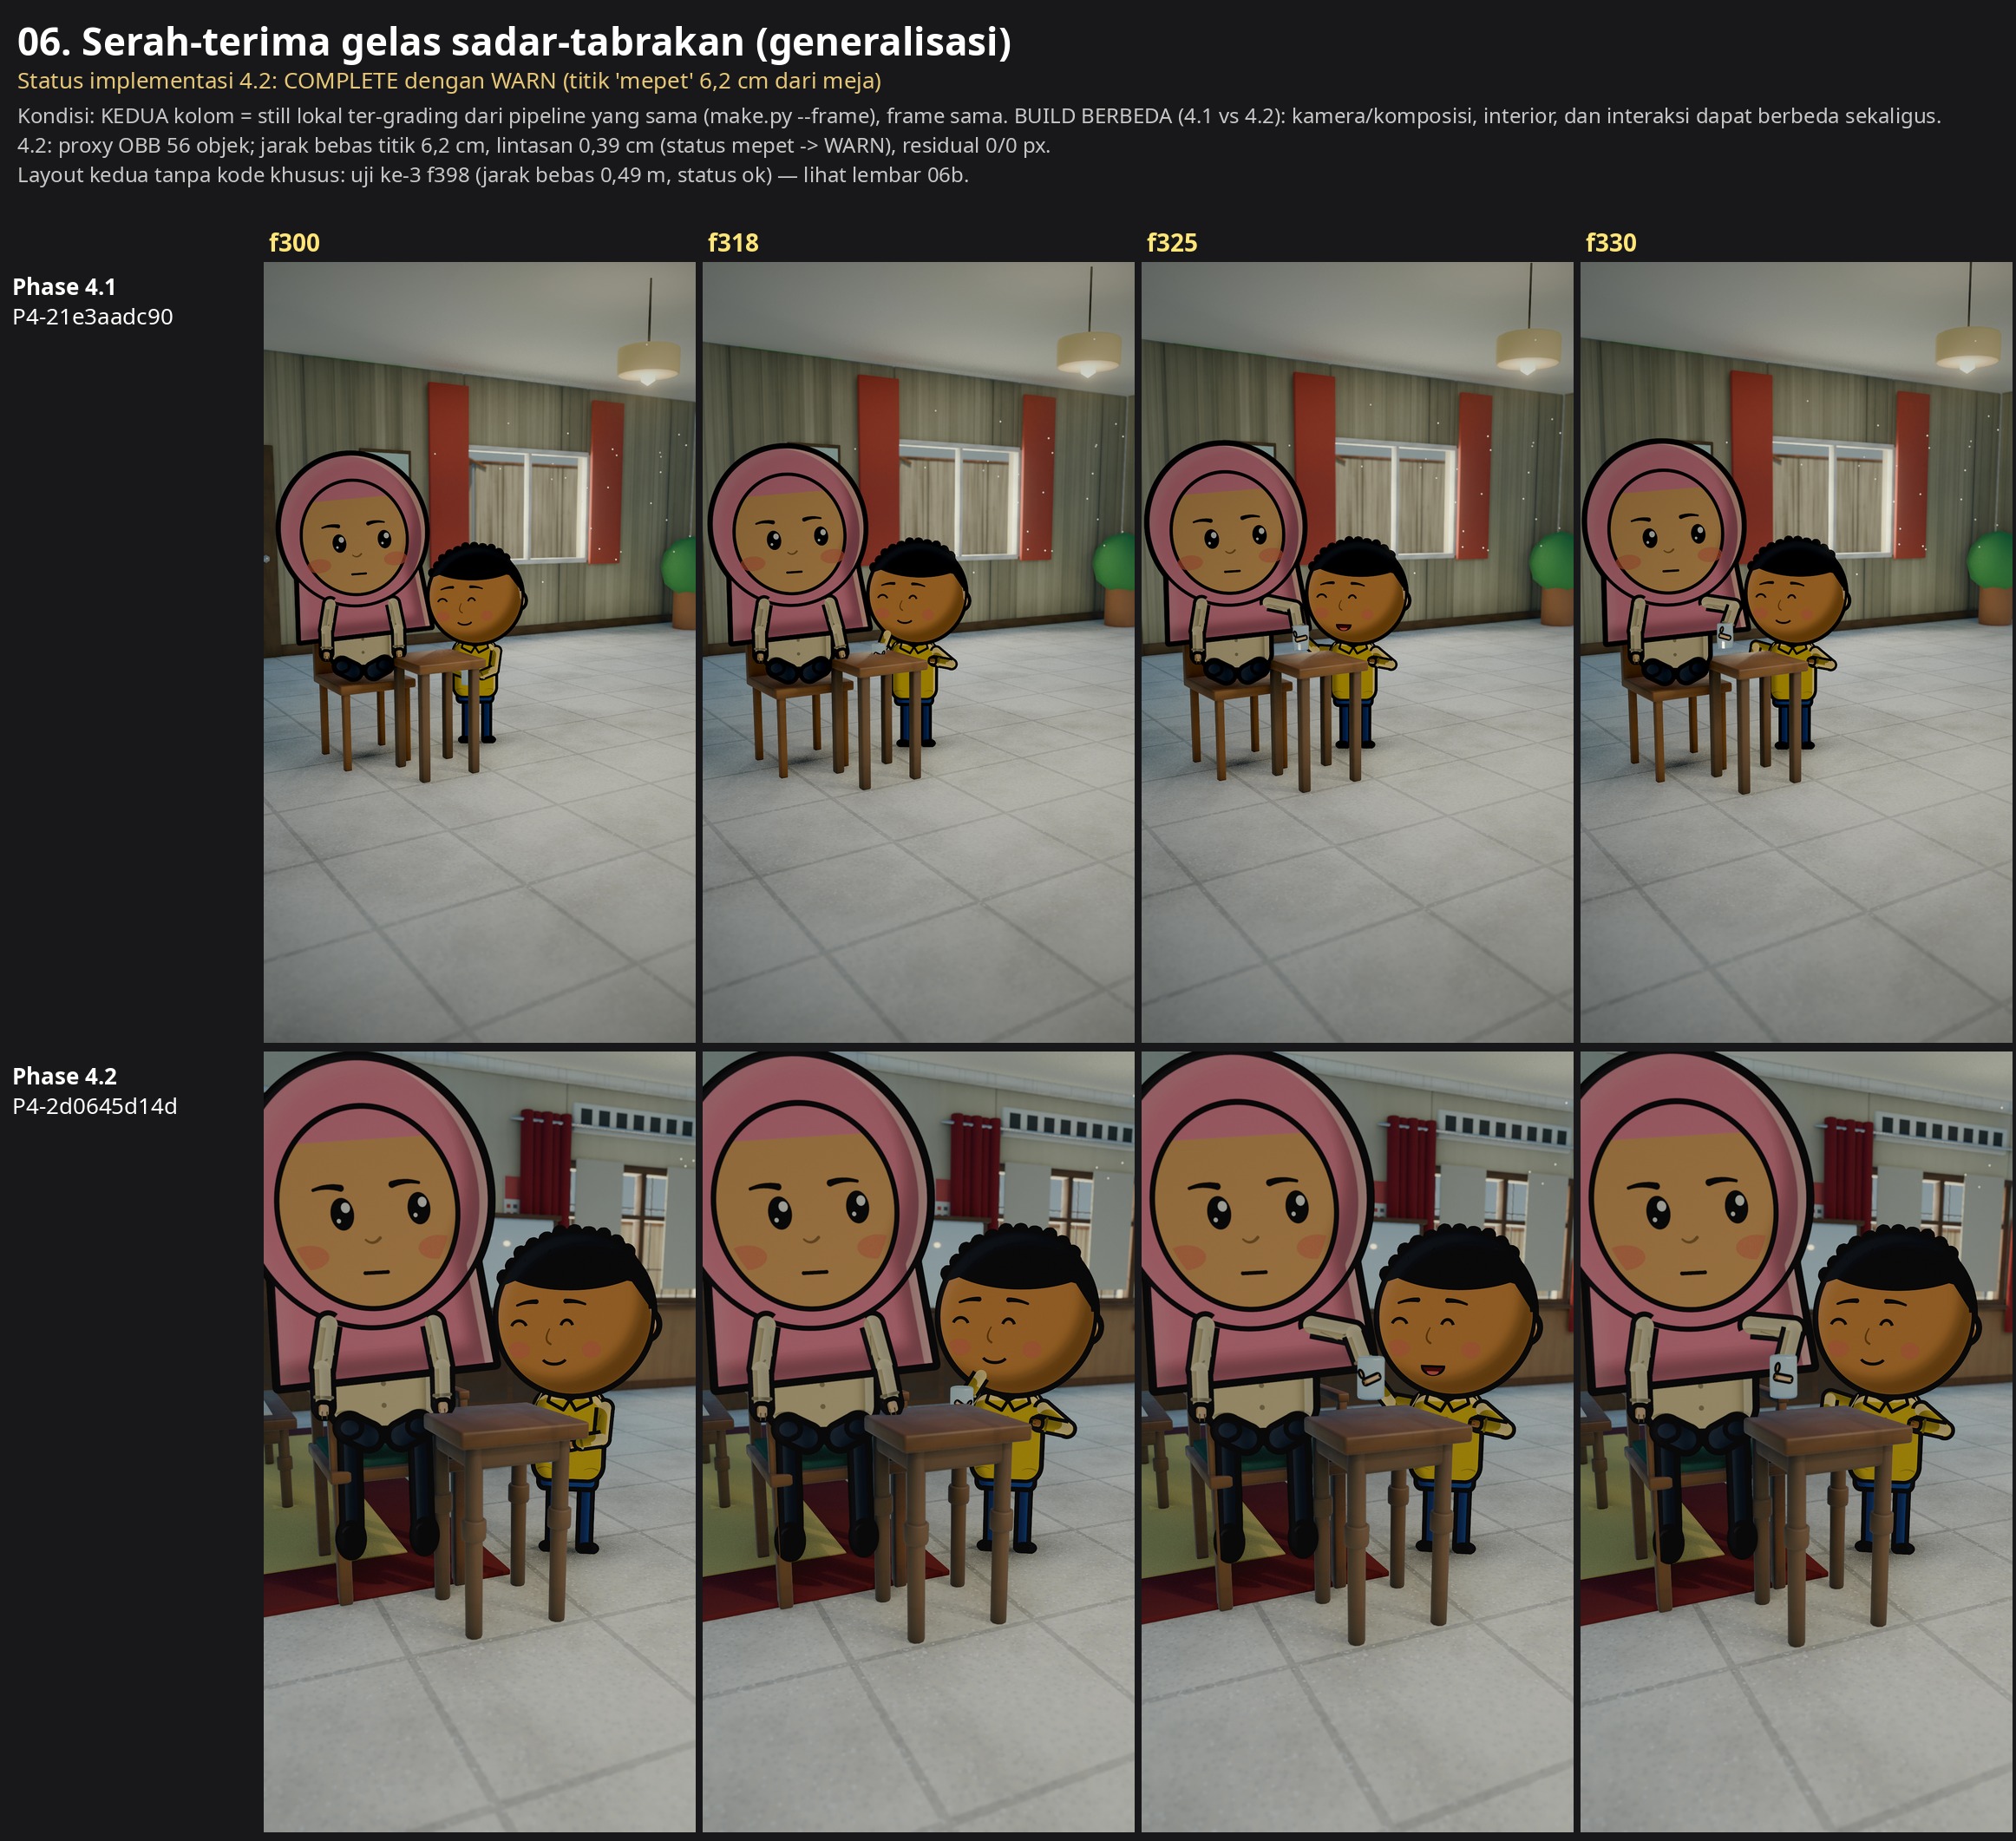 06. Serah-terima gelas sadar-tabrakan (generalisasi)
Status implementasi 4.2: COMPLETE dengan WARN (titik 'mepet' 6,2 cm dari meja)
Kondisi: KEDUA kolom = still lokal ter-grading dari pipeline yang sama (make.py --frame), frame sama. BUILD BERBEDA (4.1 vs 4.2): kamera/komposisi, interior, dan interaksi dapat berbeda sekaligus.
4.2: proxy OBB 56 objek; jarak bebas titik 6,2 cm, lintasan 0,39 cm (status mepet -> WARN), residual 0/0 px.
Layout kedua tanpa kode khusus: uji ke-3 f398 (jarak bebas 0,49 m, status ok) — lihat lembar 06b.
f300
f318
f325
f330
Phase 4.1
P4-21e3aadc90
Phase 4.2
P4-2d0645d14d